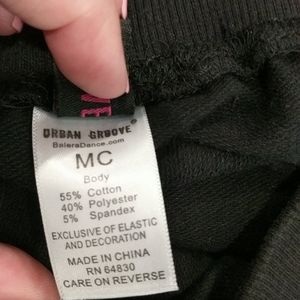 URBAN GROOVE®
BaleraDance.com
MC
Body
55% Cotton
40% Polyester
5% Spandex
EXCLUSIVE OF ELASTIC
AND DECORATION
MADE IN CHINA
RN 64830
CARE ON REVERSE